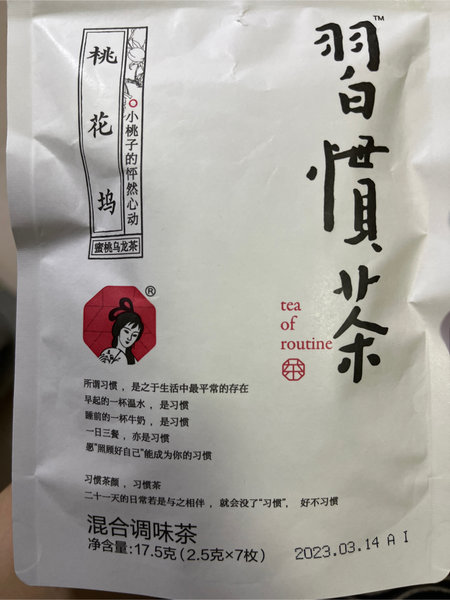 習慣茶
TM
桃花坞
小桃子的怦然心动
蜜桃乌龙茶
®
tea
of
routine
茶
所谓习惯，是之于生活中最平常的存在
早起的一杯温水，是习惯
睡前的一杯牛奶，是习惯
一日三餐，亦是习惯
愿“照顾好自己”能成为你的习惯
习惯茶颜，习惯茶
二十一天的日常若是与之相伴，就会没了“习惯”，好不习惯
混合调味茶
净含量:17.5克(2.5克×7枚)
2023.03.14 A I